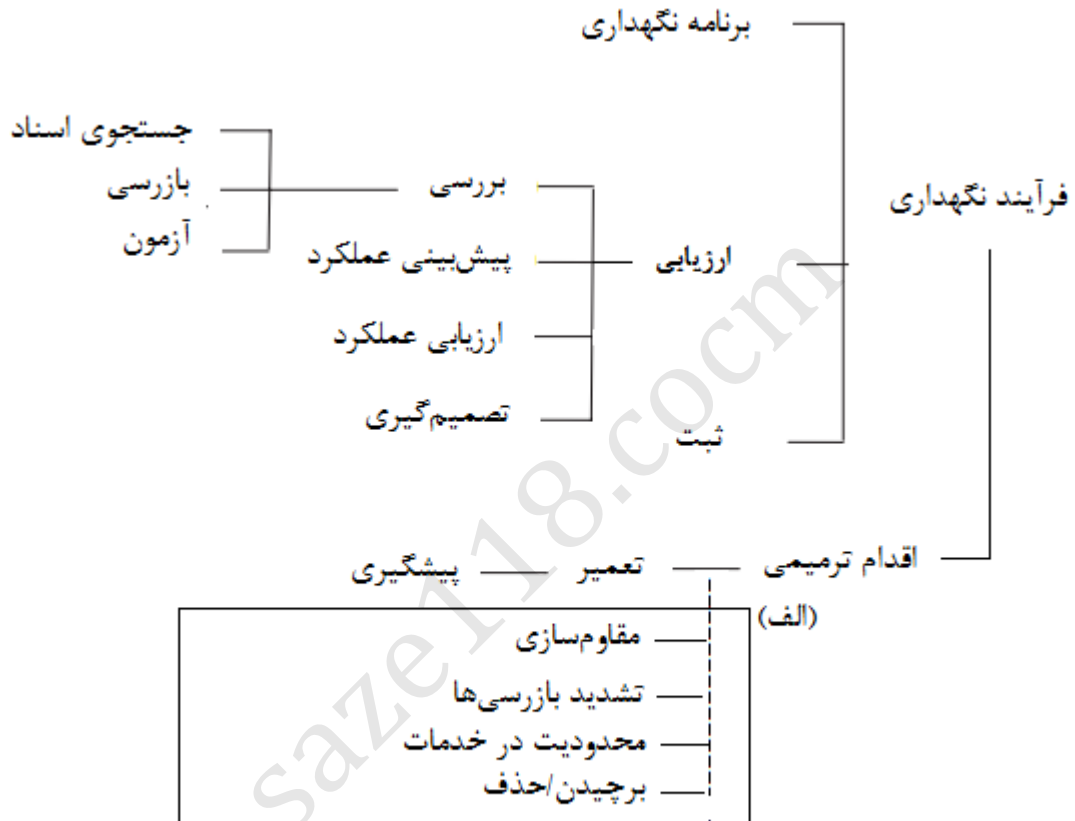 برنامه نگهداری
جستجوی اسناد
بازرسی
آزمون
بررسی
پیش‌بینی عملکرد
ارزیابی عملکرد
تصمیم‌گیری
ارزیابی
ثبت
فرآیند نگهداری
اقدام ترمیمی
تعمیر
پیشگیری
(الف)
مقاوم‌سازی
تشدید بازرسی‌ها
محدودیت در خدمات
برچیدن/حذف
saze118.cocm